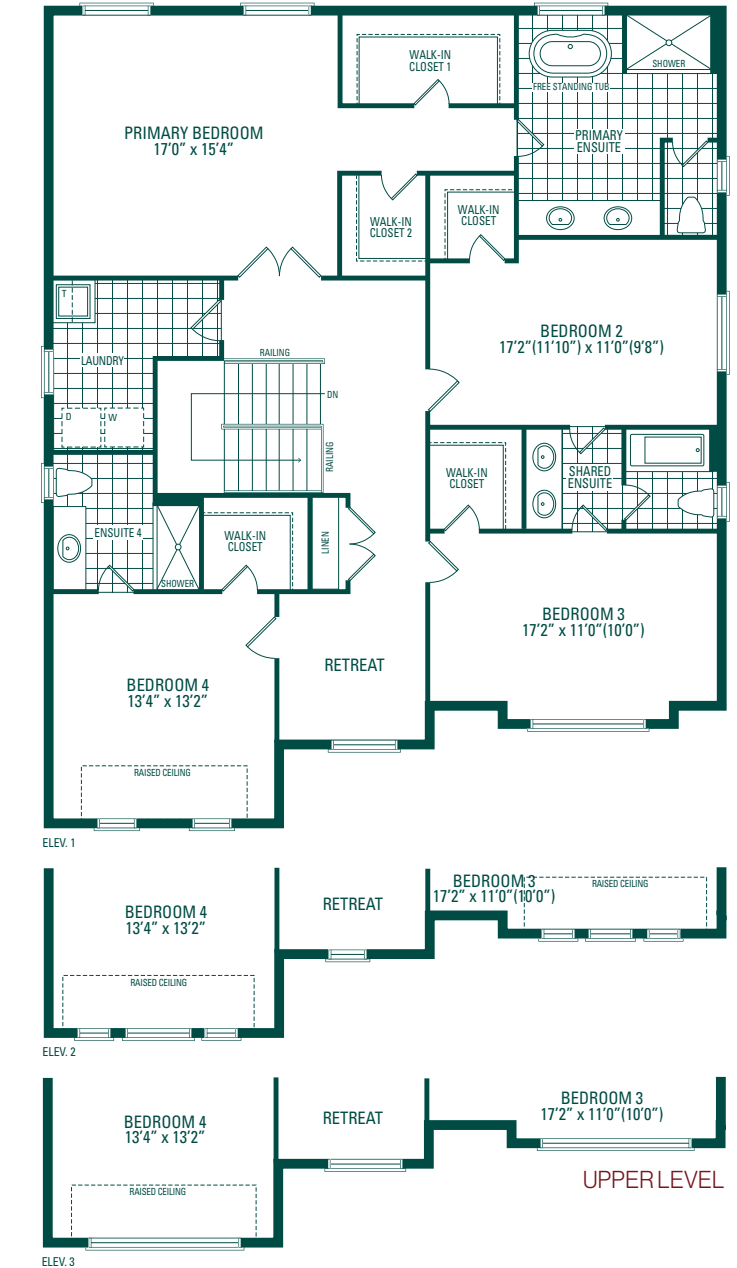 WALK-IN
CLOSET 1
SHOWER
FREE STANDING TUB
PRIMARY BEDROOM
17'0" x 15'4"
PRIMARY
ENSUITE
WALK-IN
CLOSET 2
WALK-IN
CLOSET
T
LAUNDRY
RAILING
BEDROOM 2
17'2"(11'10") x 11'0"(9'8")
DN
D
W
RAILING
WALK-IN
CLOSET
SHARED
ENSUITE
ENSUITE 4
WALK-IN
CLOSET
LINEN
SHOWER
BEDROOM 3
17'2" x 11'0"(10'0")
RETREAT
BEDROOM 4
13'4" x 13'2"
RAISED CEILING
ELEV. 1
BEDROOM 3
17'2" x 11'0"(10'0")
RAISED CEILING
RETREAT
BEDROOM 4
13'4" x 13'2"
RAISED CEILING
ELEV. 2
BEDROOM 3
17'2" x 11'0"(10'0")
RETREAT
BEDROOM 4
13'4" x 13'2"
UPPER LEVEL
RAISED CEILING
ELEV. 3